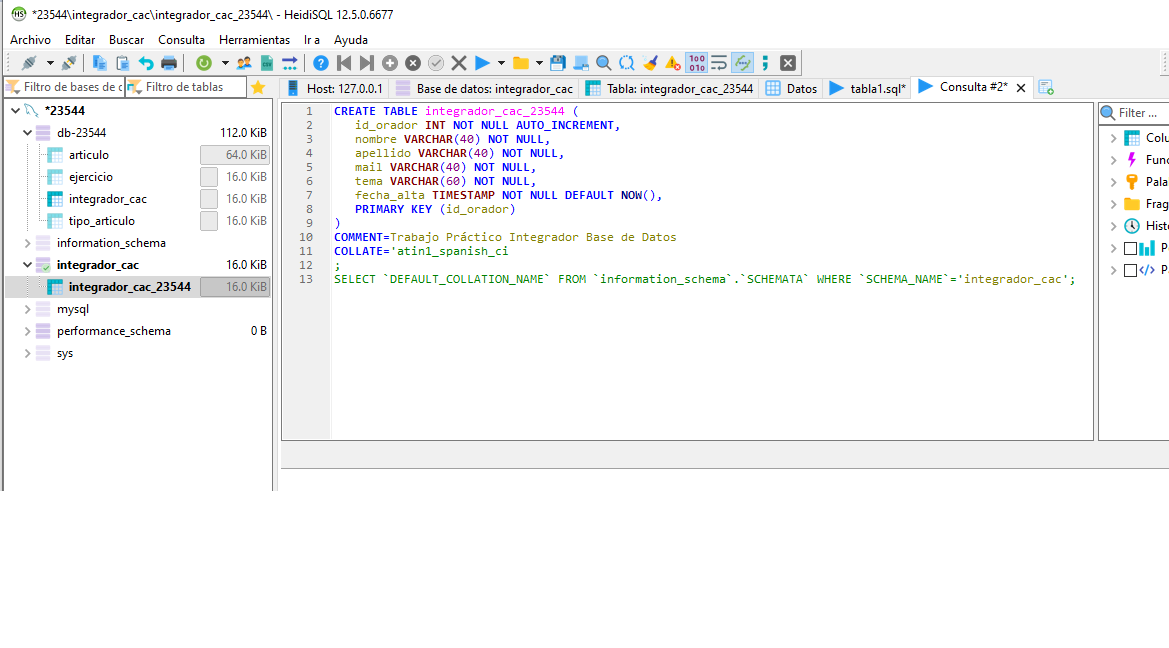 *23544\integrador_cac\integrador_cac_23544\ - HeidiSQL 12.5.0.6677
Archivo Editar Buscar Consulta Herramientas Ir a Ayuda
Filtro de bases de c Filtro de tablas
Host: 127.0.0.1 Base de datos: integrador_cac Tabla: integrador_cac_23544 Datos tabla1.sql* Consulta #2*
*23544
db-23544 112.0 KiB
articulo 64.0 KiB
ejercicio 16.0 KiB
integrador_cac 16.0 KiB
tipo_articulo 16.0 KiB
information_schema
integrador_cac 16.0 KiB
integrador_cac_23544 16.0 KiB
mysql
performance_schema 0 B
sys
1 CREATE TABLE integrador_cac_23544 (
2 id_orador INT NOT NULL AUTO_INCREMENT,
3 nombre VARCHAR(40) NOT NULL,
4 apellido VARCHAR(40) NOT NULL,
5 mail VARCHAR(40) NOT NULL,
6 tema VARCHAR(60) NOT NULL,
7 fecha_alta TIMESTAMP NOT NULL DEFAULT NOW(),
8 PRIMARY KEY (id_orador)
9 )
10 COMMENT=Trabajo Práctico Integrador Base de Datos
11 COLLATE='atin1_spanish_ci
12 ;
13 SELECT `DEFAULT_COLLATION_NAME` FROM `information_schema`.`SCHEMATA` WHERE `SCHEMA_NAME`='integrador_cac';
Filter ...
Colu
Func
Pala
Frag
Histo
P
P